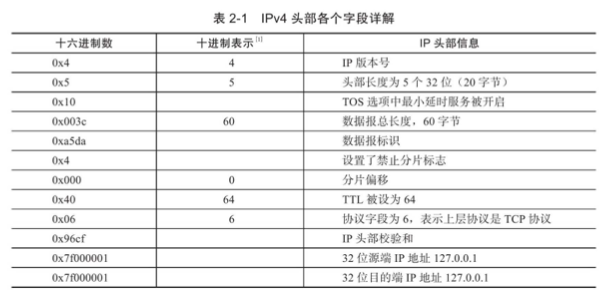 表 2-1 IPv4 头部各个字段详解
十六进制数 十进制表示[1] IP 头部信息
0x4 4 IP 版本号
0x5 5 头部长度为 5 个 32 位（20 字节）
0x10 TOS 选项中最小延时服务被开启
0x003c 60 数据报总长度，60 字节
0xa5da 数据报标识
0x4 设置了禁止分片标志
0x000 0 分片偏移
0x40 64 TTL 被设为 64
0x06 6 协议字段为 6，表示上层协议是 TCP 协议
0x96cf IP 头部校验和
0x7f000001 32 位源端 IP 地址 127.0.0.1
0x7f000001 32 位目的端 IP 地址 127.0.0.1